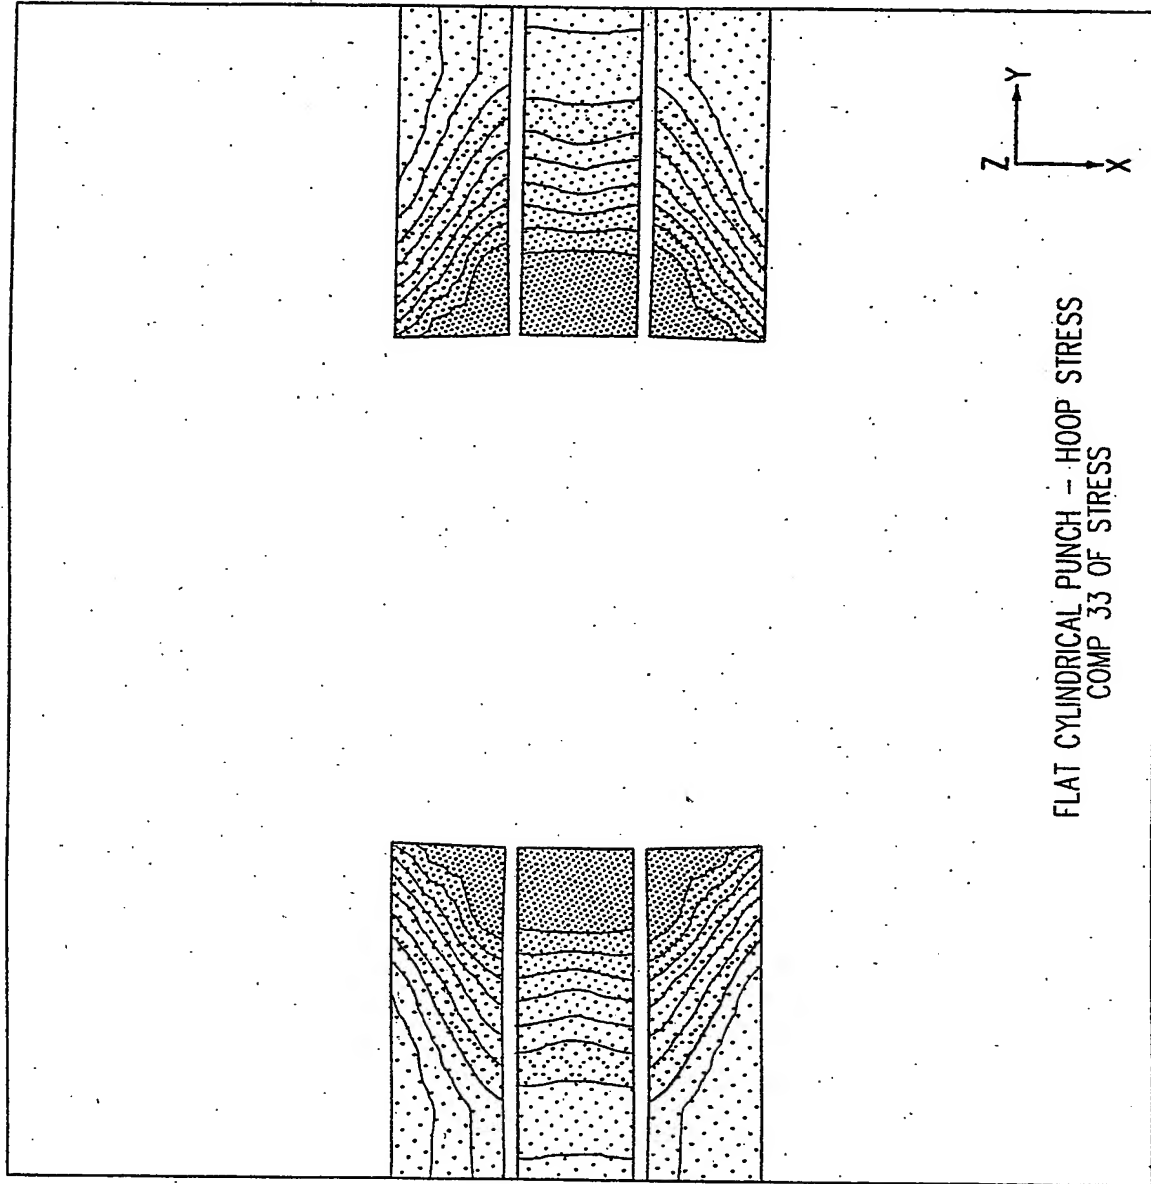 Z
Y
X
FLAT CYLINDRICAL PUNCH – HOOP STRESS
COMP 33 OF STRESS